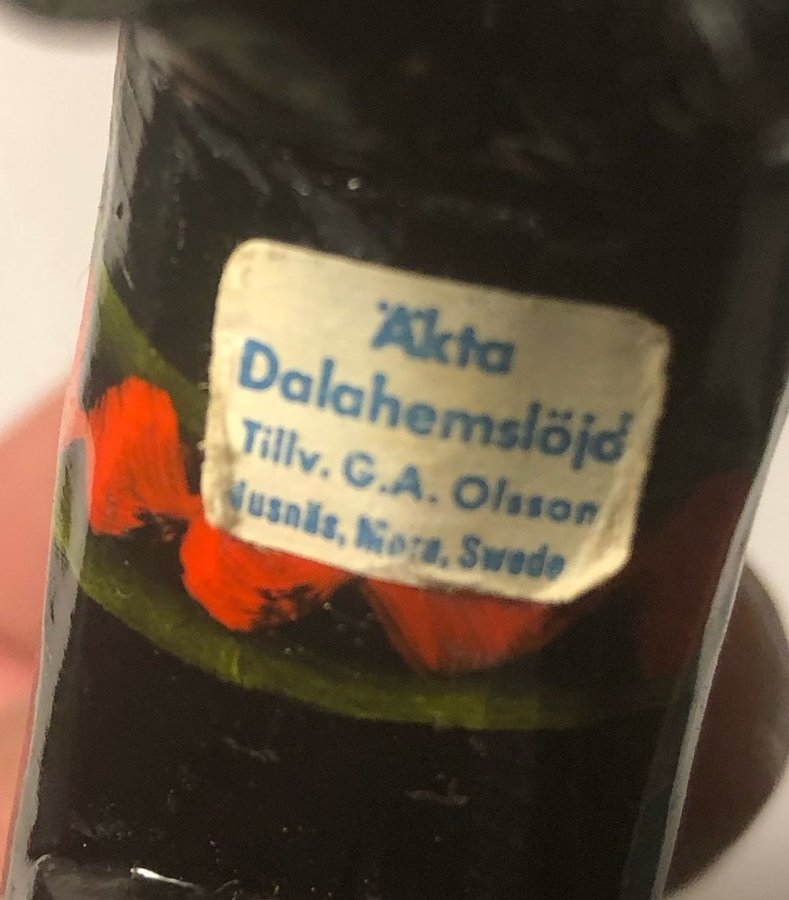 Äkta
Dalahemslöjd
Tillv. G.A. Olsson
usnäs, Mora, Swede